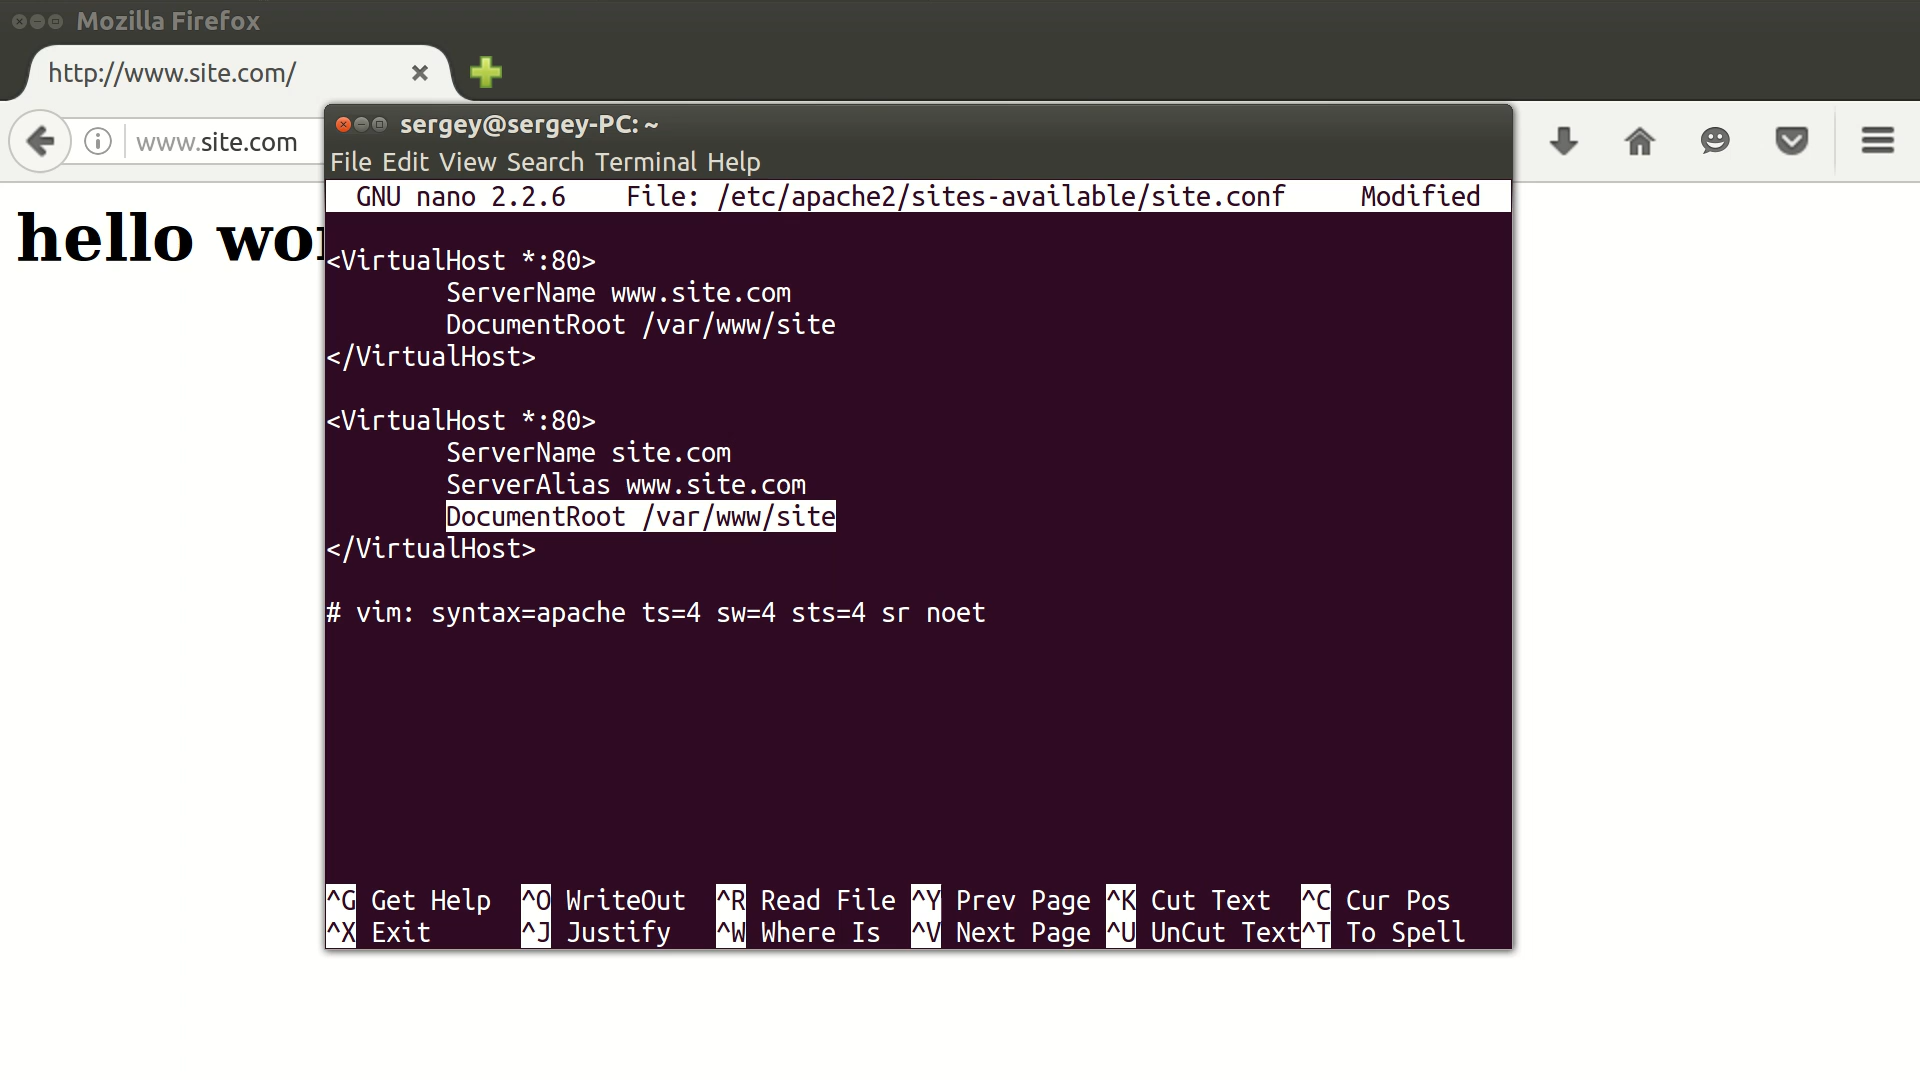 Mozilla Firefox
http://www.site.com/
www.site.com
hello
sergey@sergey-PC: ~
File Edit View Search Terminal Help
GNU nano 2.2.6 File: /etc/apache2/sites-available/site.conf Modified
<VirtualHost *:80>
ServerName www.site.com
DocumentRoot /var/www/site
</VirtualHost>
<VirtualHost *:80>
ServerName site.com
ServerAlias www.site.com
DocumentRoot /var/www/site
</VirtualHost>
# vim: syntax=apache ts=4 sw=4 sts=4 sr noet
^G Get Help ^O WriteOut ^R Read File ^Y Prev Page ^K Cut Text ^C Cur Pos
^X Exit ^J Justify ^W Where Is ^V Next Page ^U UnCut Text ^T To Spell